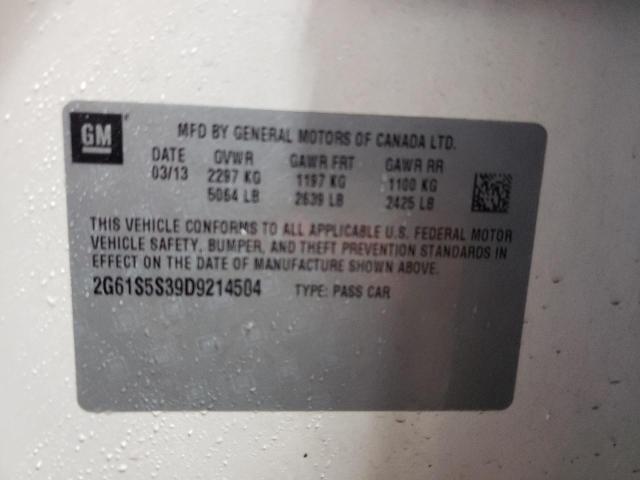 GM
MFD BY GENERAL MOTORS OF CANADA LTD.
DATE GVWR GAWR FRT GAWR RR
03/13 2297 KG 1197 KG 1100 KG
5064 LB 2639 LB 2425 LB
THIS VEHICLE CONFORMS TO ALL APPLICABLE U.S. FEDERAL MOTOR
VEHICLE SAFETY, BUMPER, AND THEFT PREVENTION STANDARDS
IN EFFECT ON THE DATE OF MANUFACTURE SHOWN ABOVE.
2G61S5S39D9214504 TYPE: PASS CAR